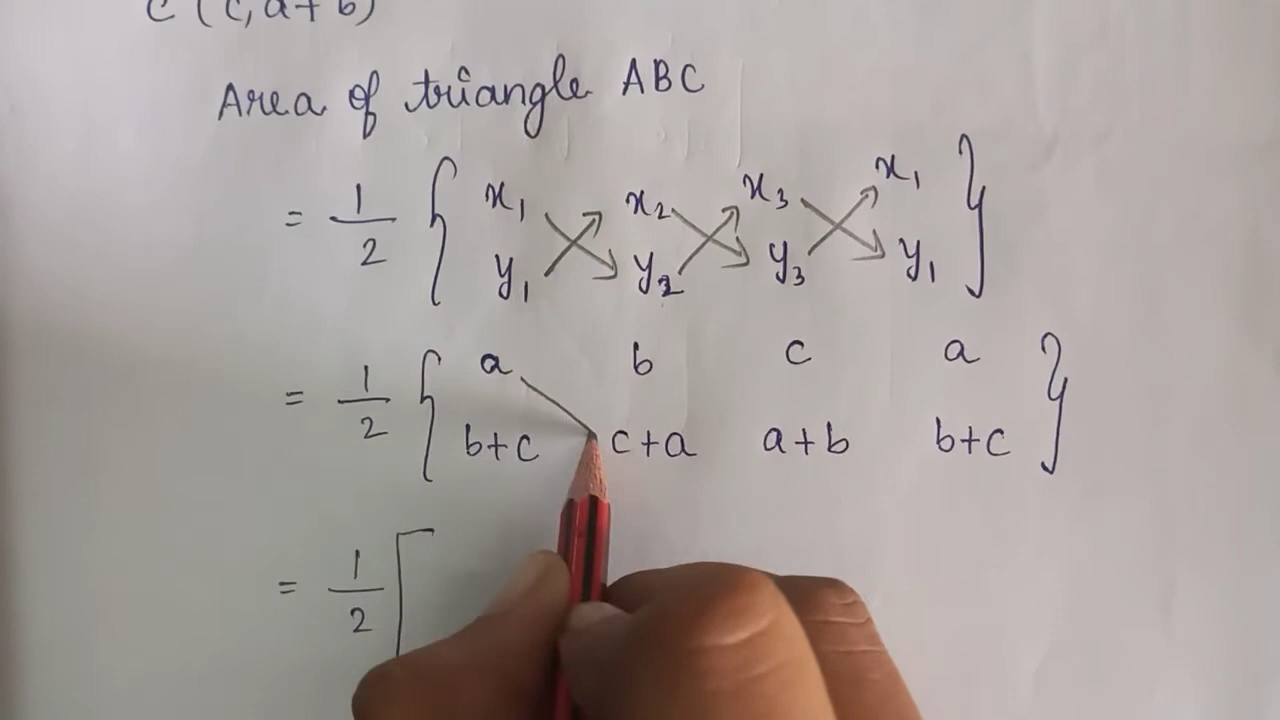 C (c, a+b)
Area of triangle ABC
= 1/2 { x₁ x₂ x₃ x₁
y₁ y₂ y₃ y₁ }
= 1/2 { a b c a
b+c c+a a+b b+c }
= 1/2 [